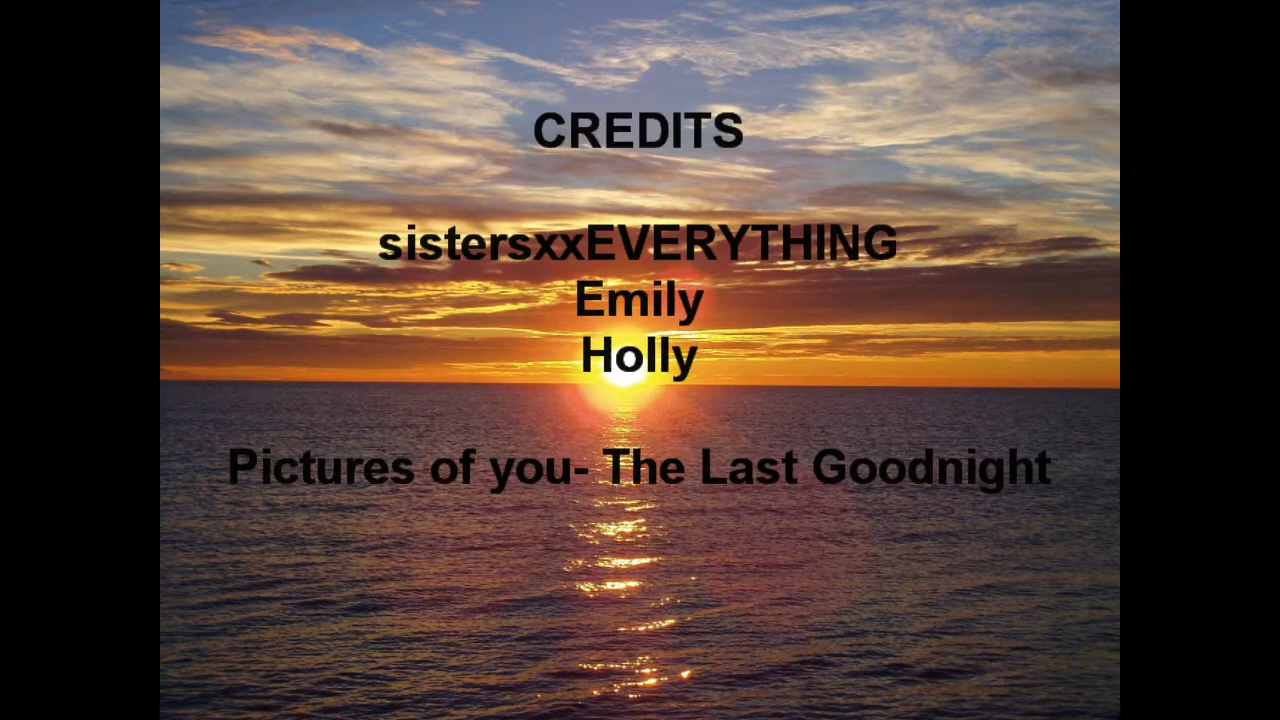 CREDITS
sistersxxEVERYTHING
Emily
Holly
Pictures of you- The Last Goodnight